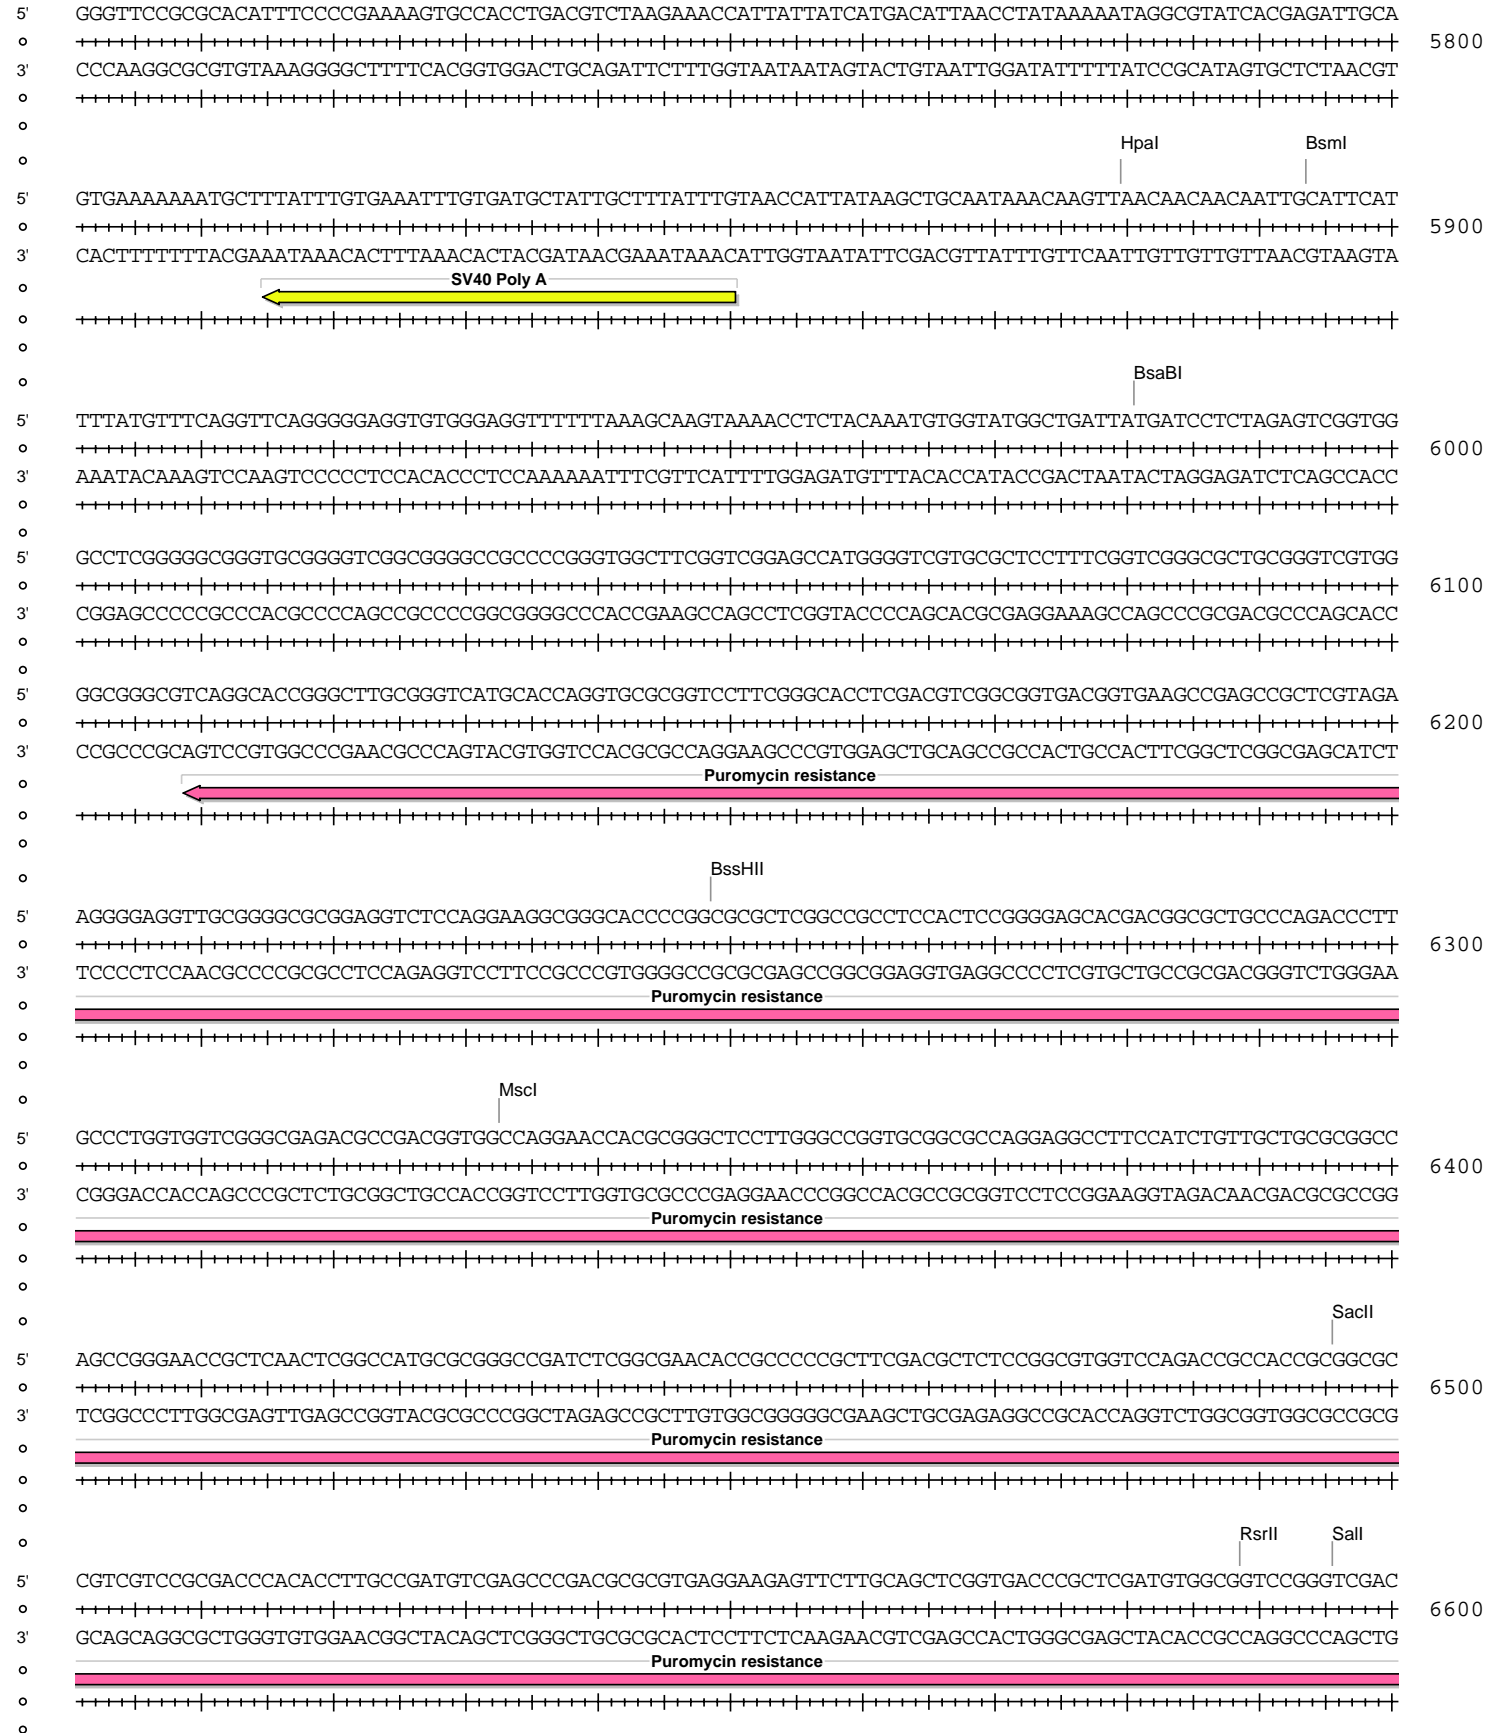 5' GGGTTCCGCGCACATTTCCCCGAAAAGTGCCACCTGACGTCTAAGAAACCATTATTATCATGACATTAACCTATAAAAATAGGCGTATCACGAGATTGCA
5800
3' CCCAAGGCGCGTGTAAAGGGGCTTTTCACGGTGGACTGCAGATTCTTTGGTAATAATAGTACTGTAATTGGATATTTTTATCCGCATAGTGCTCTAACGT
HpaI BsmI
5' GTGAAAAAAATGCTTTATTTGTGAAATTTGTGATGCTATTGCTTTATTTGTAACCATTATAAGCTGCAATAAACAAGTTAACAACAACAATTGCATTCAT
5900
3' CACTTTTTTTACGAAATAAACACTTTAAACACTACGATAACGAAATAAACATTGGTAATATTCGACGTTATTTGTTCAATTGTTGTTGTTAACGTAAGTA
SV40 Poly A
BsaBI
5' TTTATGTTTCAGGTTCAGGGGGAGGTGTGGGAGGTTTTTTAAAGCAAGTAAAACCTCTACAAATGTGGTATGGCTGATTATGATCCTCTAGAGTCGGTGG
6000
3' AAATACAAAGTCCAAGTCCCCCTCCACACCCTCCAAAAAATTTCGTTCATTTTGGAGATGTTTACACCATACCGACTAATACTAGGAGATCTCAGCCACC
5' GCCTCGGGGGCGGGTGCGGGGTCGGCGGGGCCGCCCCGGGTGGCTTCGGTCGGAGCCATGGGGTCGTGCGCTCCTTTCGGTCGGGCGCTGCGGGTCGTGG
6100
3' CGGAGCCCCCGCCCACGCCCCAGCCGCCCCGGCGGGGCCCACCGAAGCCAGCCTCGGTACCCCAGCACGCGAGGAAAGCCAGCCCGCGACGCCCAGCACC
5' GGCGGGCGTCAGGCACCGGGCTTGCGGGTCATGCACCAGGTGCGCGGTCCTTCGGGCACCTCGACGTCGGCGGTGACGGTGAAGCCGAGCCGCTCGTAGA
6200
3' CCGCCCGCAGTCCGTGGCCCGAACGCCCAGTACGTGGTCCACGCGCCAGGAAGCCCGTGGAGCTGCAGCCGCCACTGCCACTTCGGCTCGGCGAGCATCT
Puromycin resistance
BssHII
5' AGGGGAGGTTGCGGGGCGCGGAGGTCTCCAGGAAGGCGGGCACCCCGGCGCGCTCGGCCGCCTCCACTCCGGGGAGCACGACGGCGCTGCCCAGACCCTT
6300
3' TCCCCTCCAACGCCCCGCGCCTCCAGAGGTCCTTCCGCCCGTGGGGCCGCGCGAGCCGGCGGAGGTGAGGCCCCTCGTGCTGCCGCGACGGGTCTGGGAA
Puromycin resistance
MscI
5' GCCCTGGTGGTCGGGCGAGACGCCGACGGTGGCCAGGAACCACGCGGGCTCCTTGGGCCGGTGCGGCGCCAGGAGGCCTTCCATCTGTTGCTGCGCGGCC
6400
3' CGGGACCACCAGCCCGCTCTGCGGCTGCCACCGGTCCTTGGTGCGCCCGAGGAACCCGGCCACGCCGCGGTCCTCCGGAAGGTAGACAACGACGCGCCGG
Puromycin resistance
SacII
5' AGCCGGGAACCGCTCAACTCGGCCATGCGCGGGCCGATCTCGGCGAACACCGCCCCCGCTTCGACGCTCTCCGGCGTGGTCCAGACCGCCACCGCGGCGC
6500
3' TCGGCCCTTGGCGAGTTGAGCCGGTACGCGCCCGGCTAGAGCCGCTTGTGGCGGGGGCGAAGCTGCGAGAGGCCGCACCAGGTCTGGCGGTGGCGCCGCG
Puromycin resistance
RsrII SalI
5' CGTCGTCCGCGACCCACACCTTGCCGATGTCGAGCCCGACGCGCGTGAGGAAGAGTTCTTGCAGCTCGGTGACCCGCTCGATGTGGCGGTCCGGGTCGAC
6600
3' GCAGCAGGCGCTGGGTGTGGAACGGCTACAGCTCGGGCTGCGCGCACTCCTTCTCAAGAACGTCGAGCCACTGGGCGAGCTACACCGCCAGGCCCAGCTG
Puromycin resistance